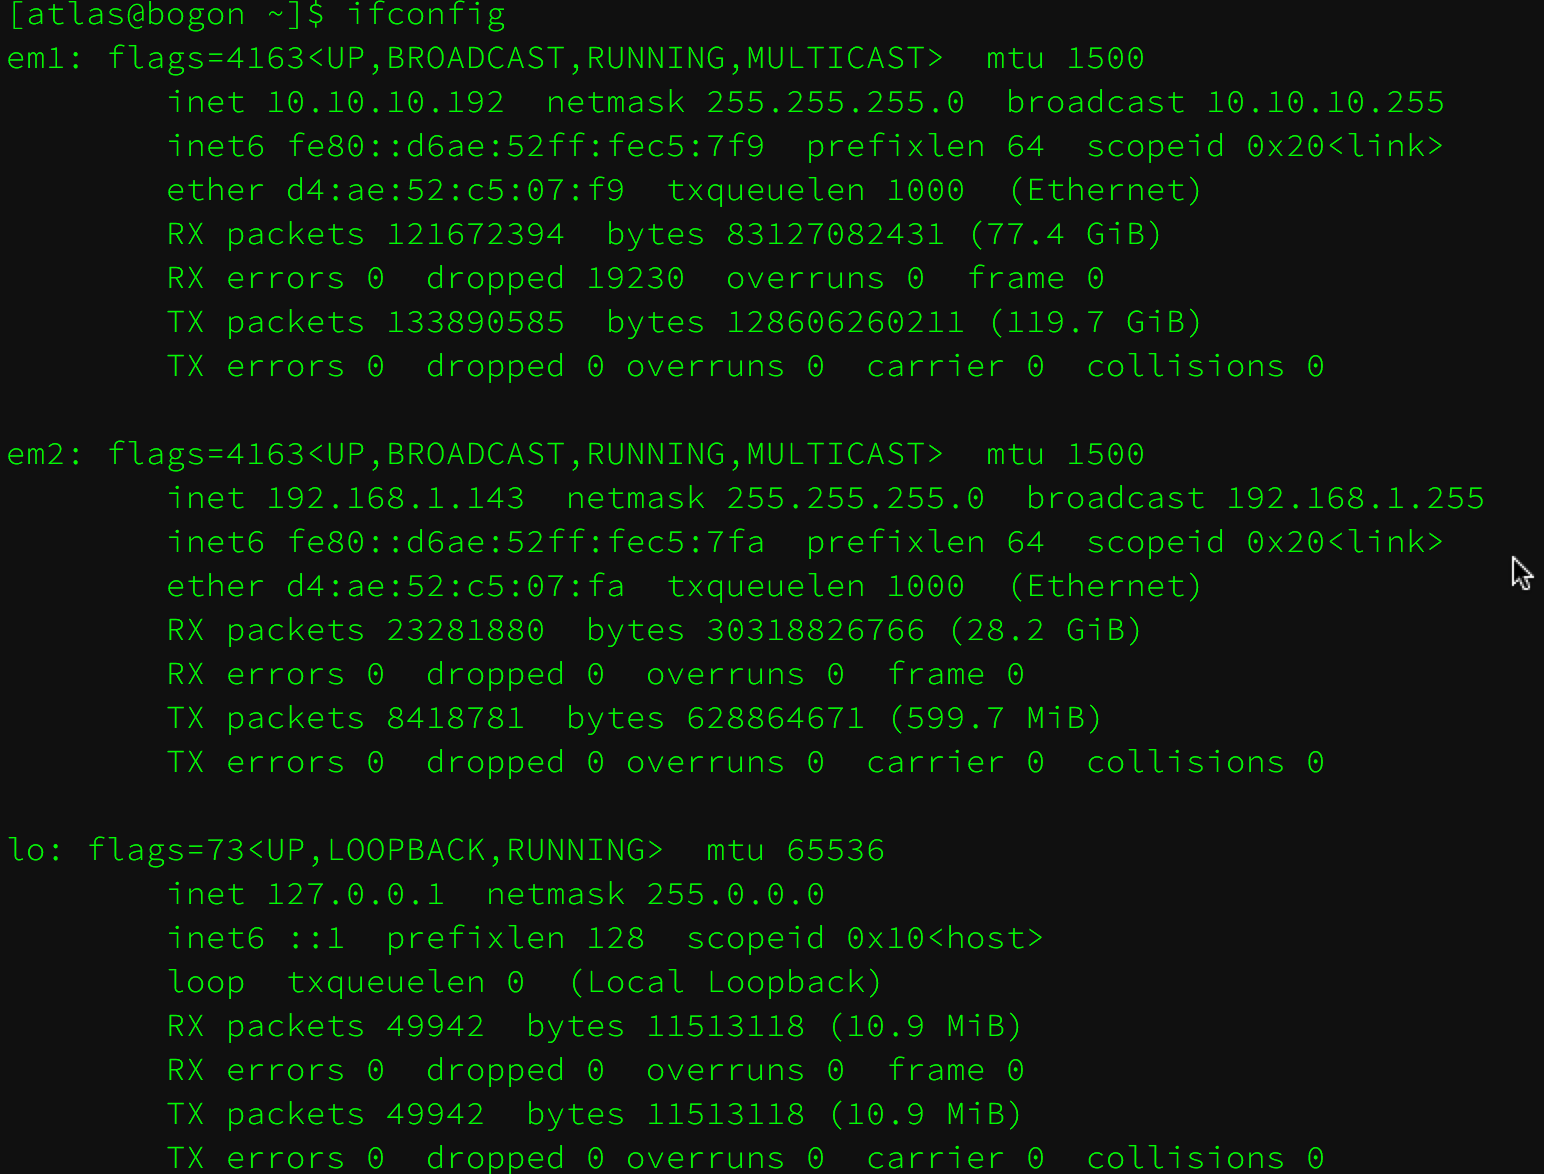 [atlas@bogon ~]$ ifconfig
em1: flags=4163<UP,BROADCAST,RUNNING,MULTICAST>  mtu 1500
        inet 10.10.10.192  netmask 255.255.255.0  broadcast 10.10.10.255
        inet6 fe80::d6ae:52ff:fec5:7f9  prefixlen 64  scopeid 0x20<link>
        ether d4:ae:52:c5:07:f9  txqueuelen 1000  (Ethernet)
        RX packets 121672394  bytes 83127082431 (77.4 GiB)
        RX errors 0  dropped 19230  overruns 0  frame 0
        TX packets 133890585  bytes 128606260211 (119.7 GiB)
        TX errors 0  dropped 0 overruns 0  carrier 0  collisions 0

em2: flags=4163<UP,BROADCAST,RUNNING,MULTICAST>  mtu 1500
        inet 192.168.1.143  netmask 255.255.255.0  broadcast 192.168.1.255
        inet6 fe80::d6ae:52ff:fec5:7fa  prefixlen 64  scopeid 0x20<link>
        ether d4:ae:52:c5:07:fa  txqueuelen 1000  (Ethernet)
        RX packets 23281880  bytes 30318826766 (28.2 GiB)
        RX errors 0  dropped 0  overruns 0  frame 0
        TX packets 8418781  bytes 628864671 (599.7 MiB)
        TX errors 0  dropped 0 overruns 0  carrier 0  collisions 0

lo: flags=73<UP,LOOPBACK,RUNNING>  mtu 65536
        inet 127.0.0.1  netmask 255.0.0.0
        inet6 ::1  prefixlen 128  scopeid 0x10<host>
        loop  txqueuelen 0  (Local Loopback)
        RX packets 49942  bytes 11513118 (10.9 MiB)
        RX errors 0  dropped 0  overruns 0  frame 0
        TX packets 49942  bytes 11513118 (10.9 MiB)
        TX errors 0  dropped 0 overruns 0  carrier 0  collisions 0